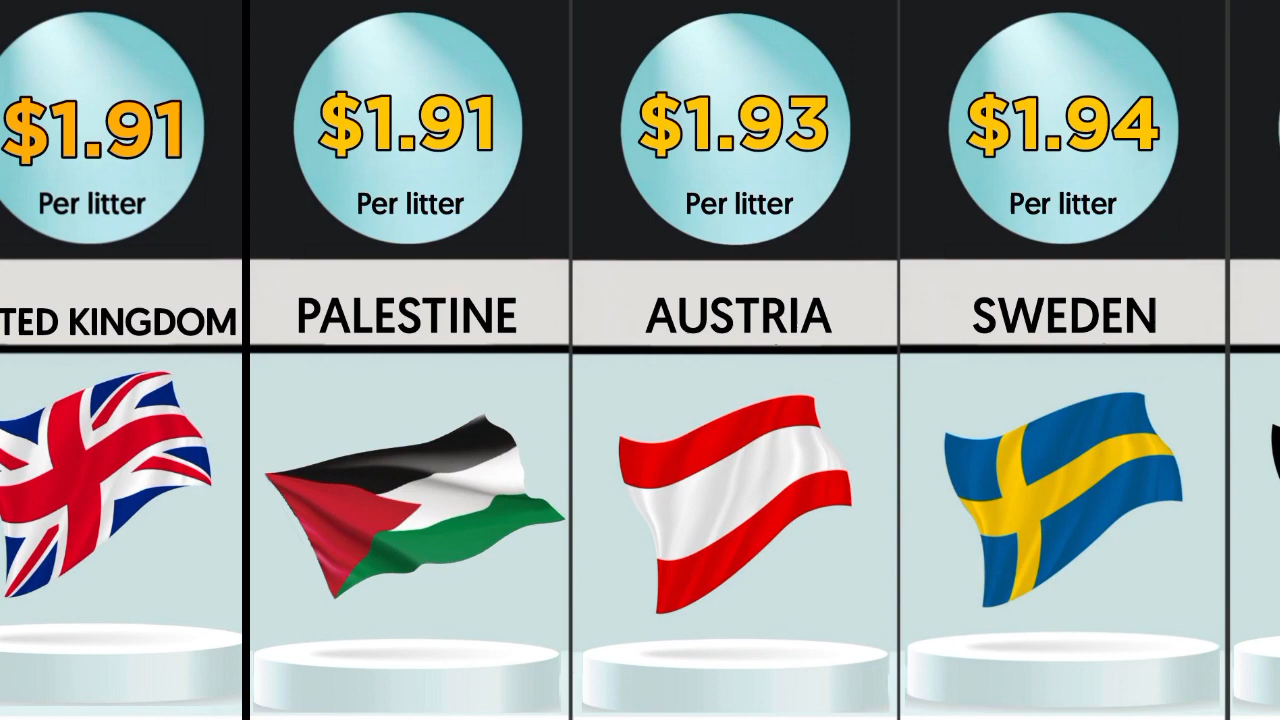 $1.91
Per litter
TED KINGDOM
$1.91
Per litter
PALESTINE
$1.93
Per litter
AUSTRIA
$1.94
Per litter
SWEDEN